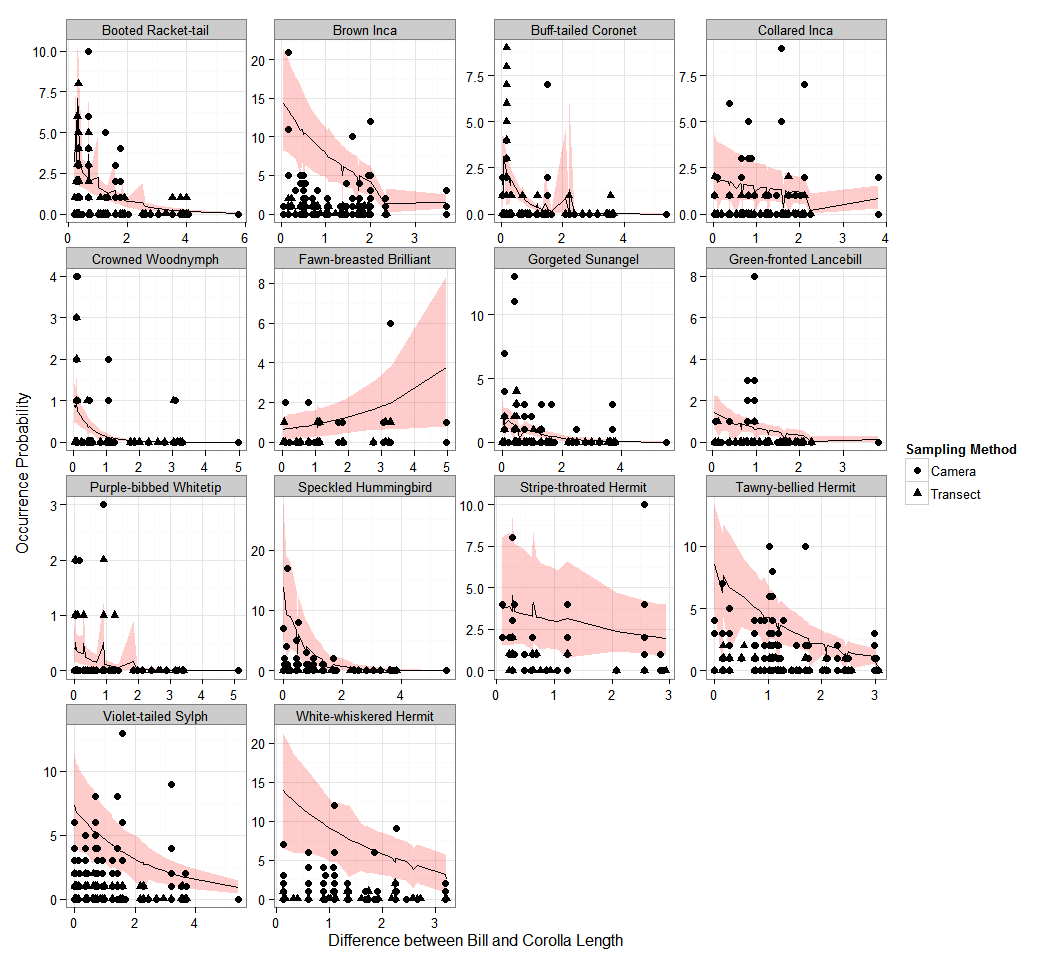 Booted Racket-tail Brown Inca Buff-tailed Coronet Collared Inca
10.0 7.5 5.0 2.5 0.0
20 15 10 5 0
7.5 5.0 2.5 0.0
7.5 5.0 2.5 0.0
0 2 4 6
0 1 2 3
0 2 4
0 1 2 3 4
Crowned Woodnymph Fawn-breasted Brilliant Gorgeted Sunangel Green-fronted Lancebill
4 3 2 1 0
8 6 4 2 0
10 5 0
8 6 4 2 0
0 1 2 3 4 5
0 1 2 3 4 5
0 2 4
0 1 2 3
Purple-bibbed Whitetip Speckled Hummingbird Stripe-throated Hermit Tawny-bellied Hermit
3 2 1 0
20 10 0
10.0 7.5 5.0 2.5 0.0
10 5 0
0 1 2 3 4 5
0 2 4
0 1 2 3
0 1 2 3
Violet-tailed Sylph White-whiskered Hermit
10 5 0
20 15 10 5 0
0 2 4
0 1 2 3
Occurrence Probability
Difference between Bill and Corolla Length
Sampling Method
Camera
Transect